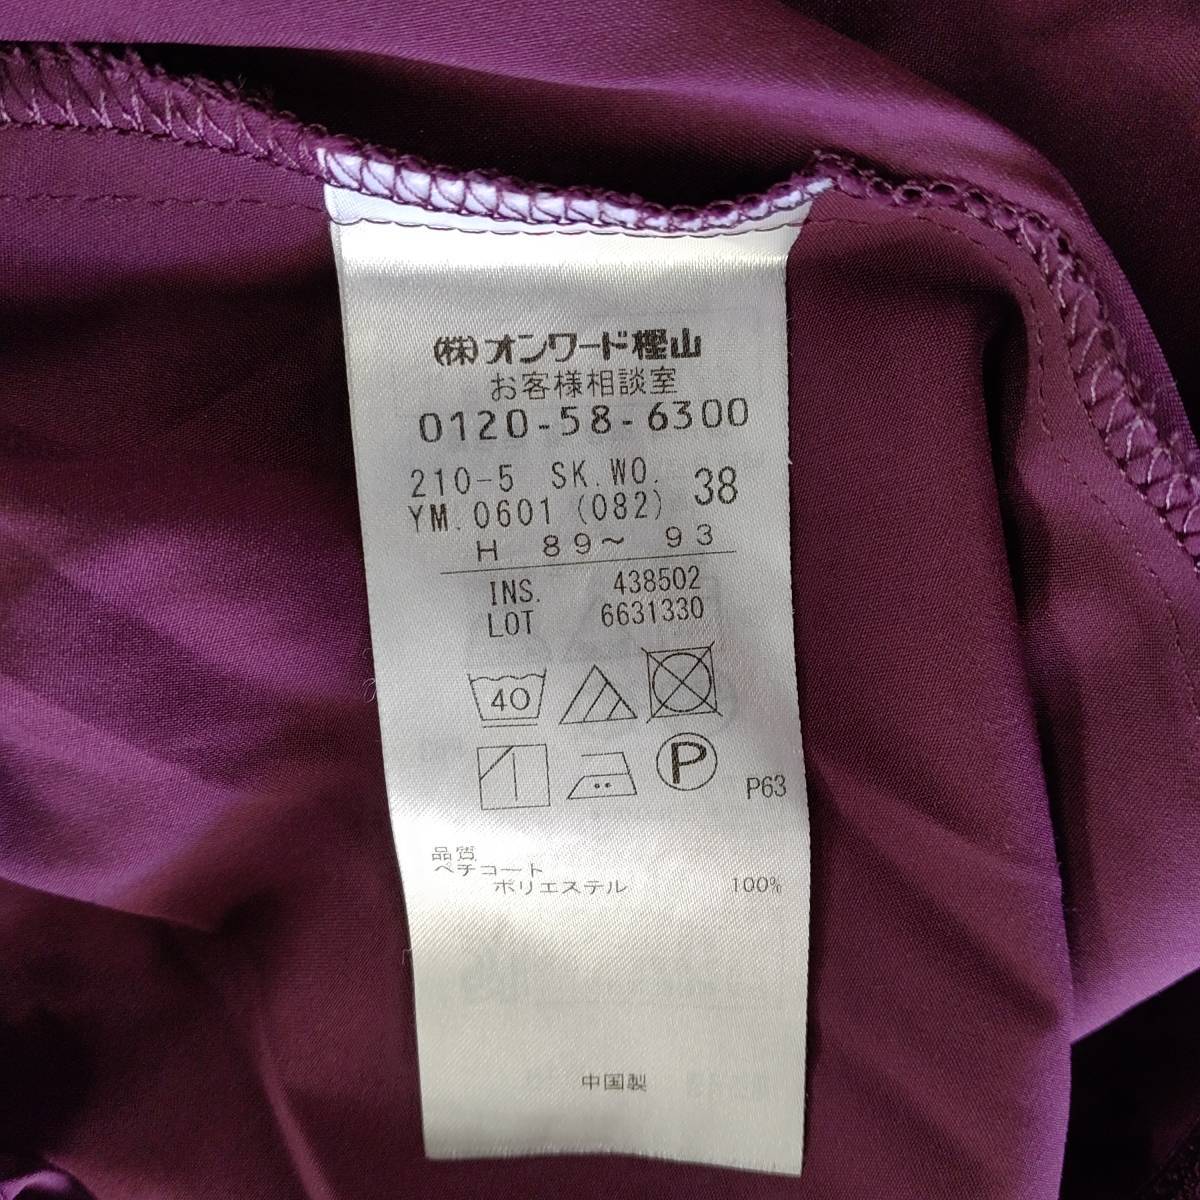 (株)オンワード樫山
お客様相談室
0120-58-6300
210-5 SK.WO. 38
YM.0601(082)
H 89〜 93
INS. 438502
LOT 6631330
40
P
P63
品質
ペチコート
ポリエステル 100%
中国製